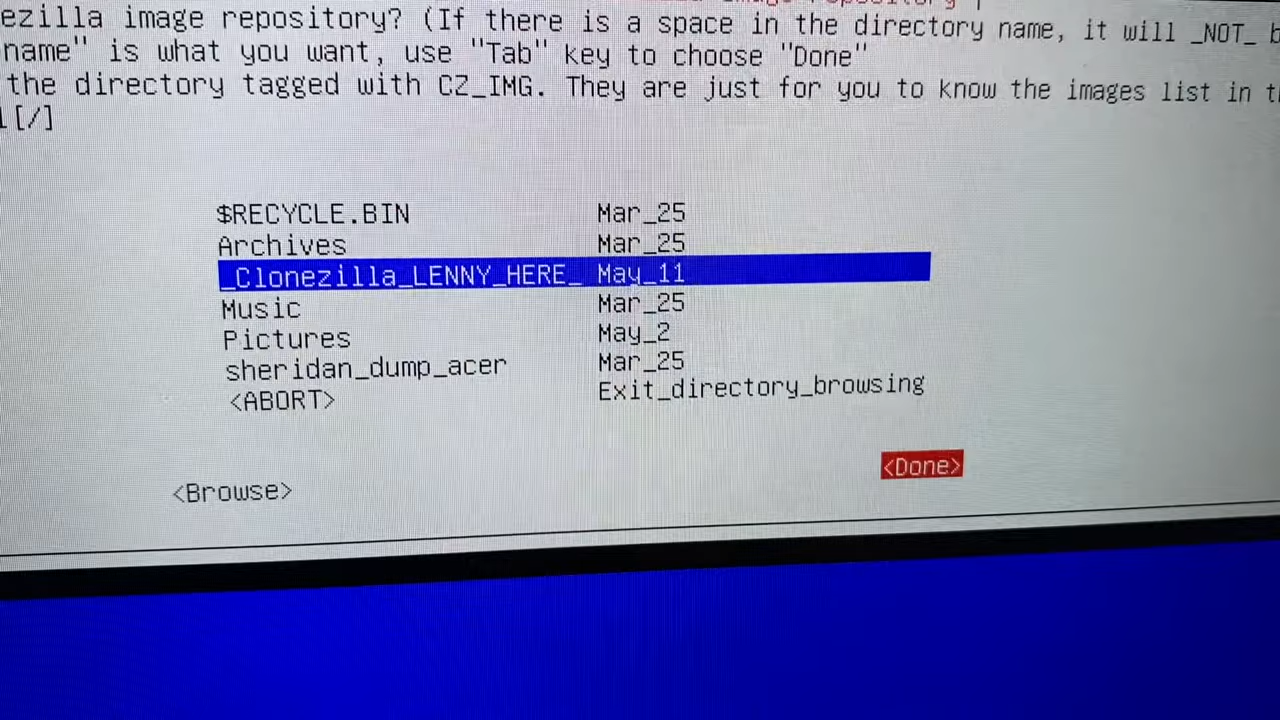 ezilla image repository? (If there is a space in the directory name, it will _NOT_ b
name" is what you want, use "Tab" key to choose "Done"
the directory tagged with CZ_IMG. They are just for you to know the images list in t
[/]
$RECYCLE.BIN Mar_25
Archives Mar_25
_Clonezilla_LENNY_HERE_ May_11
Music Mar_25
Pictures May_2
sheridan_dump_acer Mar_25
<ABORT> Exit_directory_browsing
<Browse> <Done>